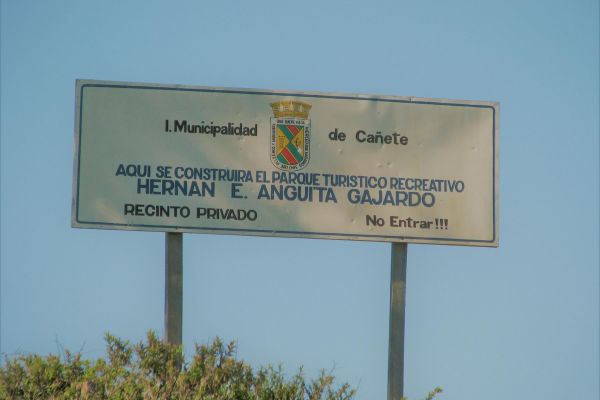 I. Municipalidad de Cañete
AQUI SE CONSTRUIRA EL PARQUE TURISTICO RECREATIVO
HERNAN E. ANGUITA GAJARDO
RECINTO PRIVADO No Entrar!!!